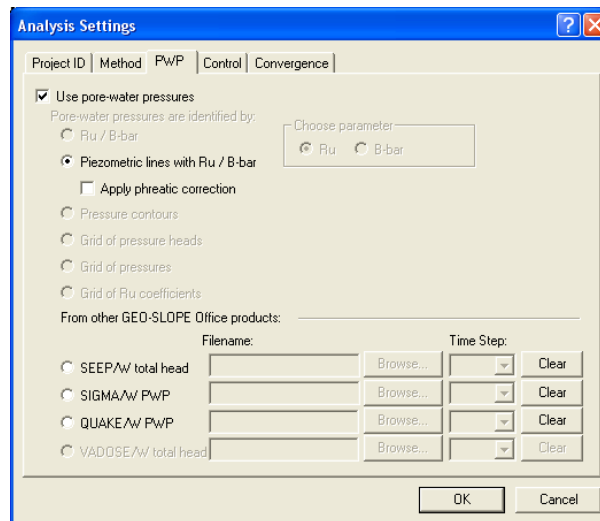 Analysis Settings
Project ID Method PWP Control Convergence
Use pore-water pressures
Pore-water pressures are identified by:
Choose parameter
Ru / B-bar
Ru B-bar
Piezometric lines with Ru / B-bar
Apply phreatic correction
Pressure contours
Grid of pressure heads
Grid of pressures
Grid of Ru coefficients
From other GEO-SLOPE Office products:
Filename: Time Step:
SEEP/W total head Browse... Clear
SIGMA/W PWP Browse... Clear
QUAKE/W PWP Browse... Clear
VADOSE/W total head Browse... Clear
OK Cancel